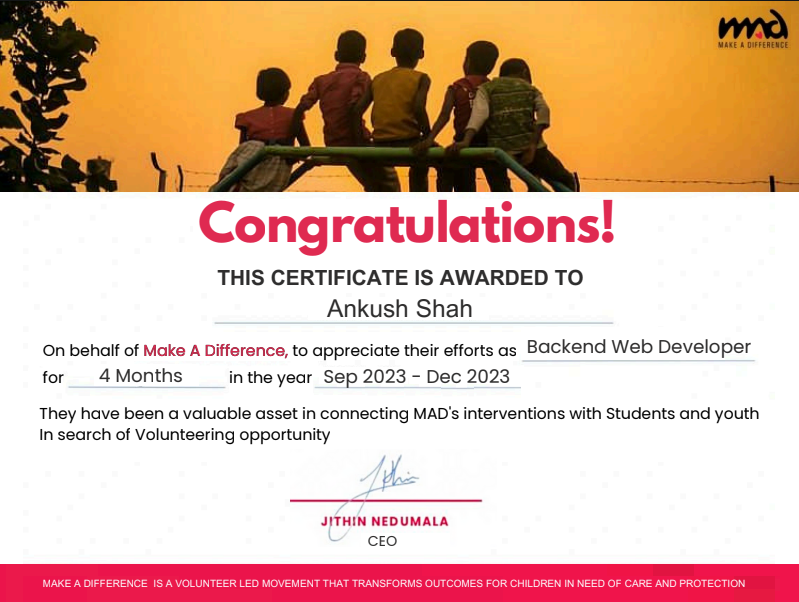 mad
MAKE A DIFFERENCE
Congratulations!
THIS CERTIFICATE IS AWARDED TO
Ankush Shah
On behalf of Make A Difference, to appreciate their efforts as Backend Web Developer
for 4 Months in the year Sep 2023 - Dec 2023
They have been a valuable asset in connecting MAD's interventions with Students and youth
In search of Volunteering opportunity
Jithin
JITHIN NEDUMALA
CEO
MAKE A DIFFERENCE IS A VOLUNTEER LED MOVEMENT THAT TRANSFORMS OUTCOMES FOR CHILDREN IN NEED OF CARE AND PROTECTION